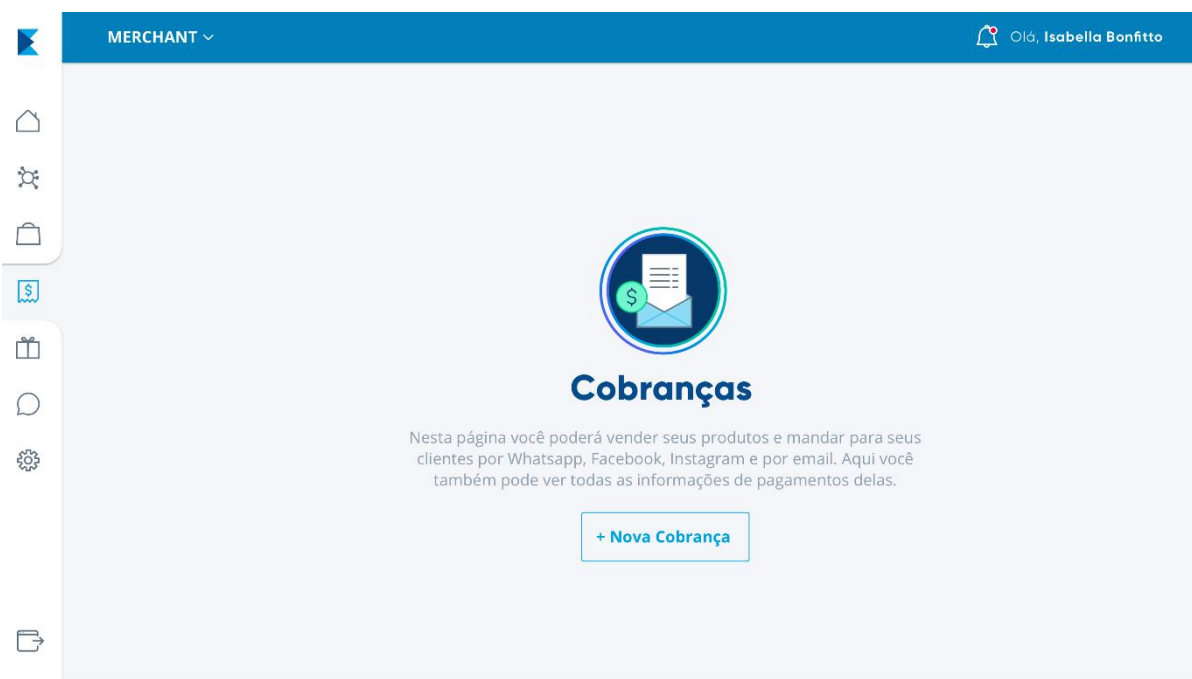 MERCHANT
Olá, Isabella Bonfitto
$
$
Cobranças
Nesta página você poderá vender seus produtos e mandar para seus
clientes por Whatsapp, Facebook, Instagram e por email. Aqui você
também pode ver todas as informações de pagamentos delas.
+ Nova Cobrança